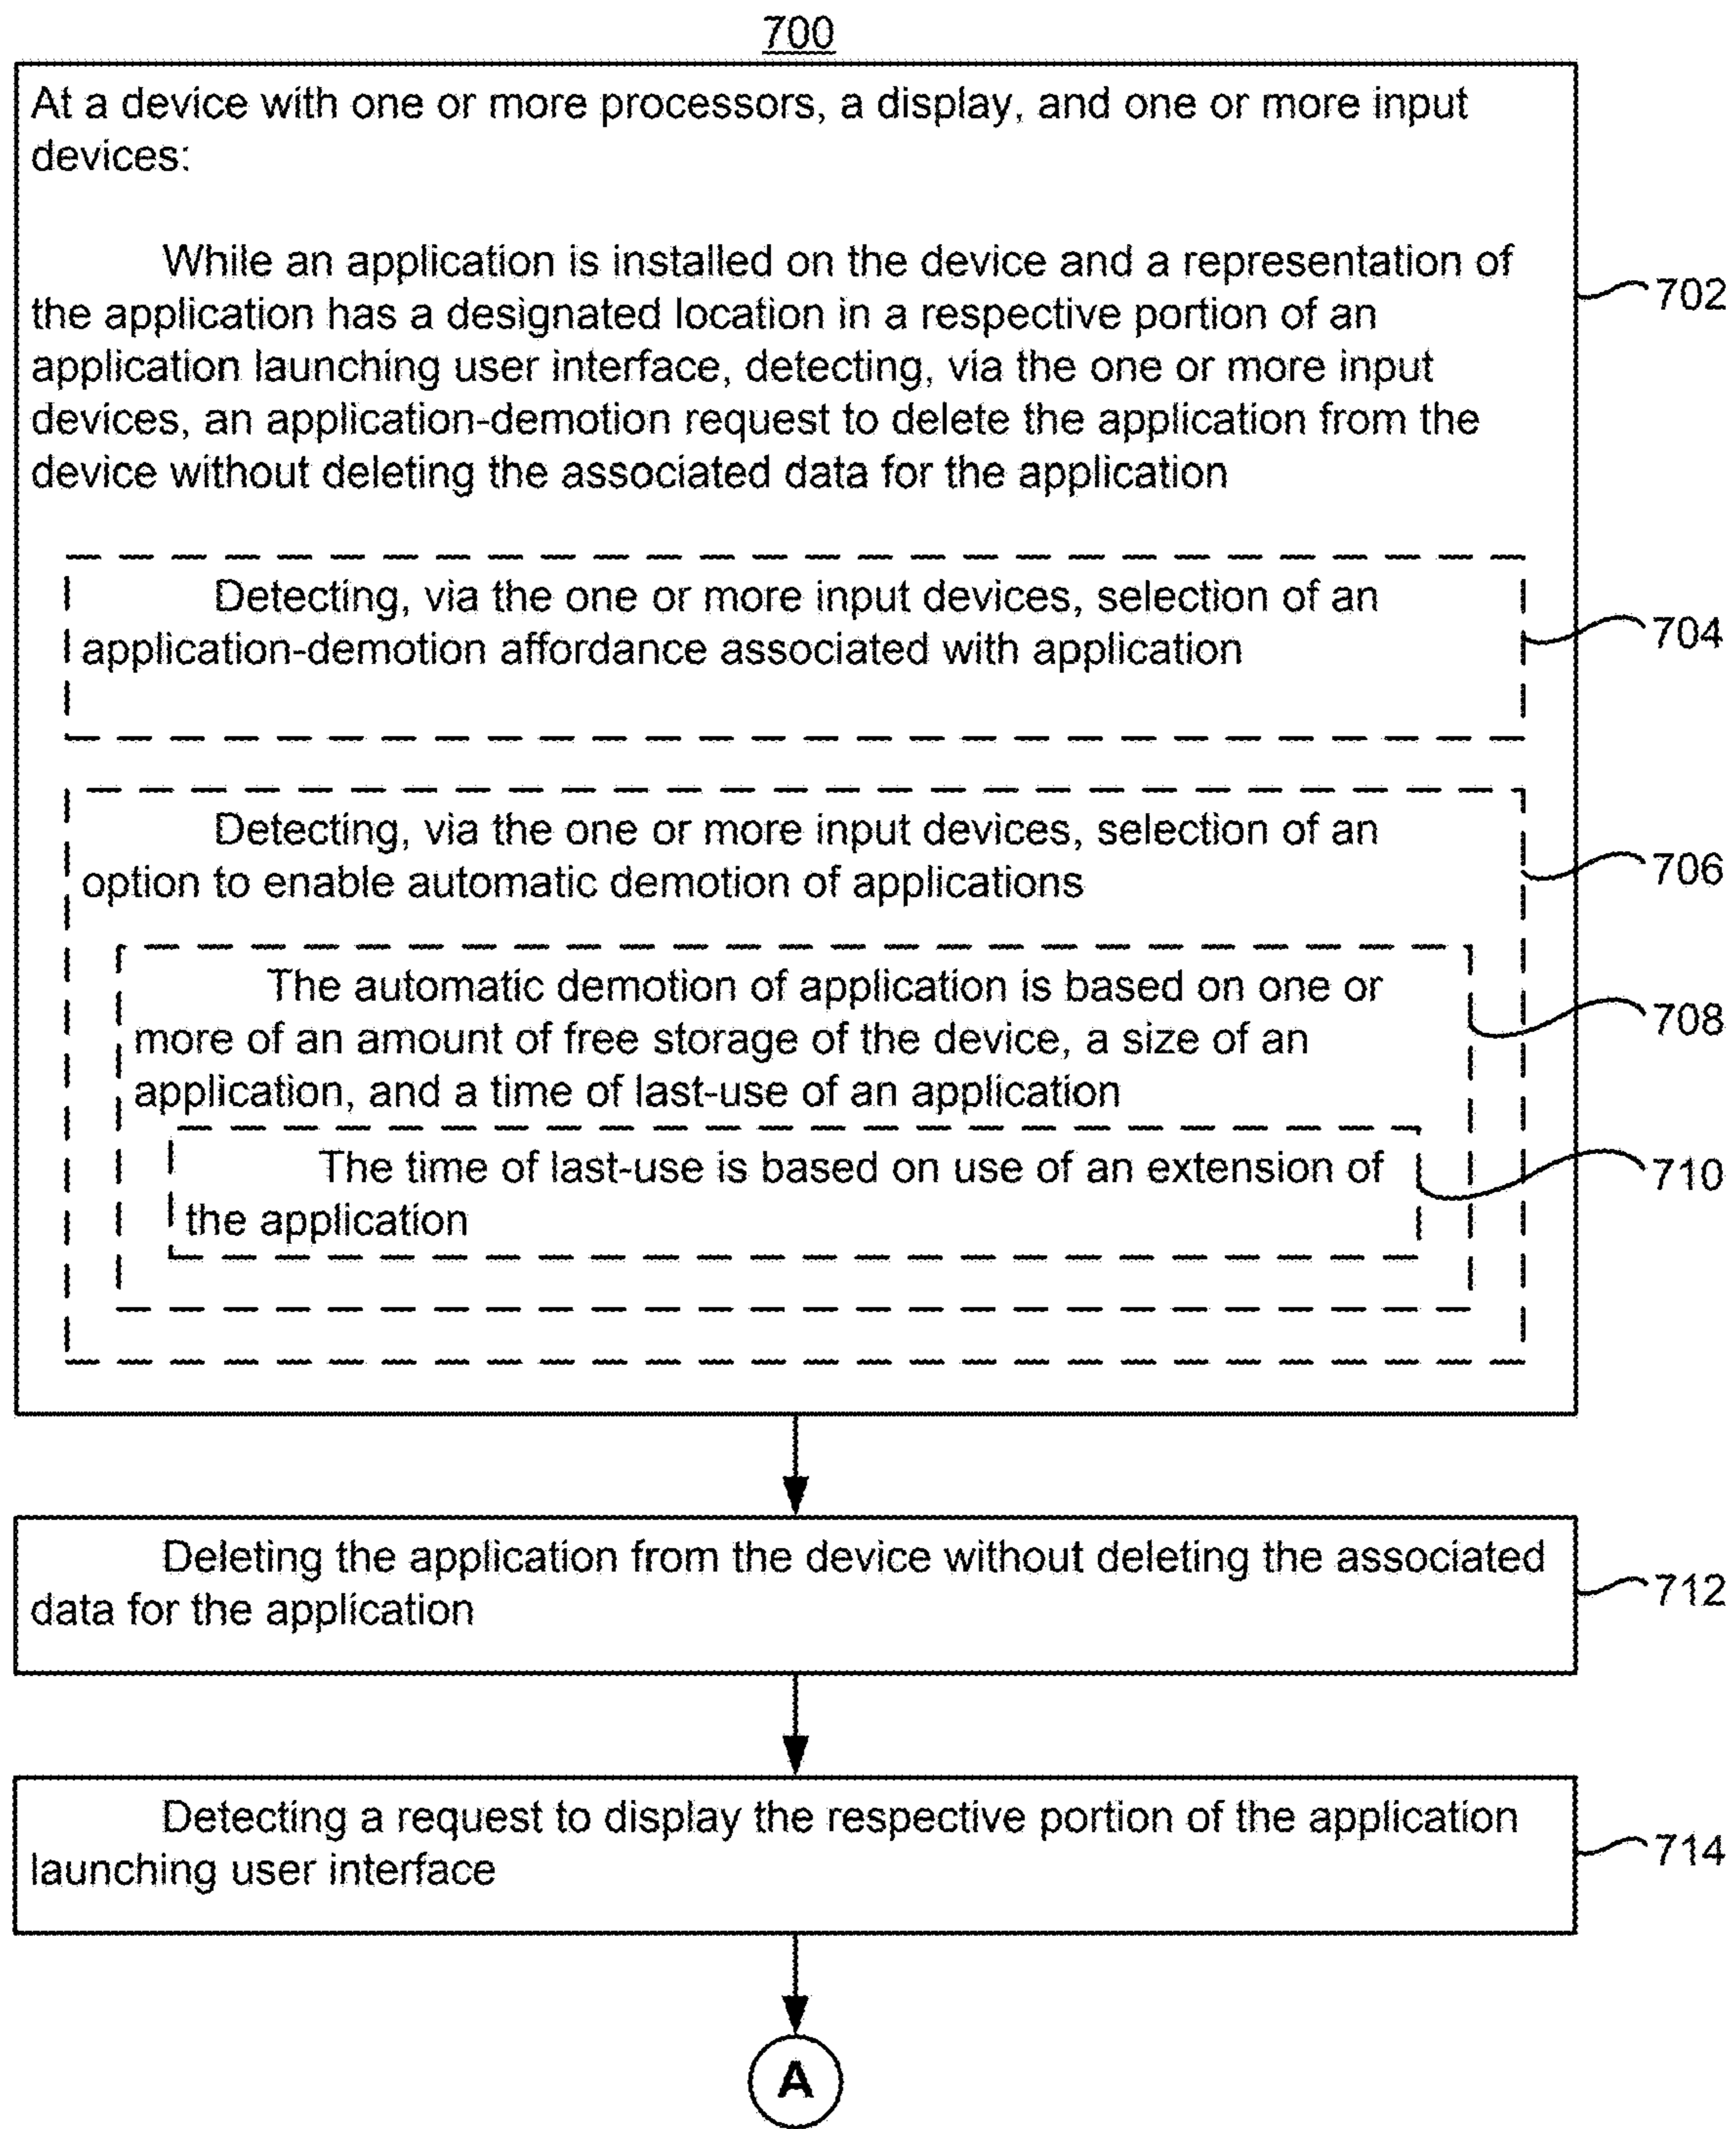 700
At a device with one or more processors, a display, and one or more input
devices:
While an application is installed on the device and a representation of
the application has a designated location in a respective portion of an
application launching user interface, detecting, via the one or more input
devices, an application-demotion request to delete the application from the
device without deleting the associated data for the application
702
Detecting, via the one or more input devices, selection of an
application-demotion affordance associated with application
704
Detecting, via the one or more input devices, selection of an
option to enable automatic demotion of applications
706
The automatic demotion of application is based on one or
more of an amount of free storage of the device, a size of an
application, and a time of last-use of an application
708
The time of last-use is based on use of an extension of
the application
710
Deleting the application from the device without deleting the associated
data for the application
712
Detecting a request to display the respective portion of the application
launching user interface
714
A